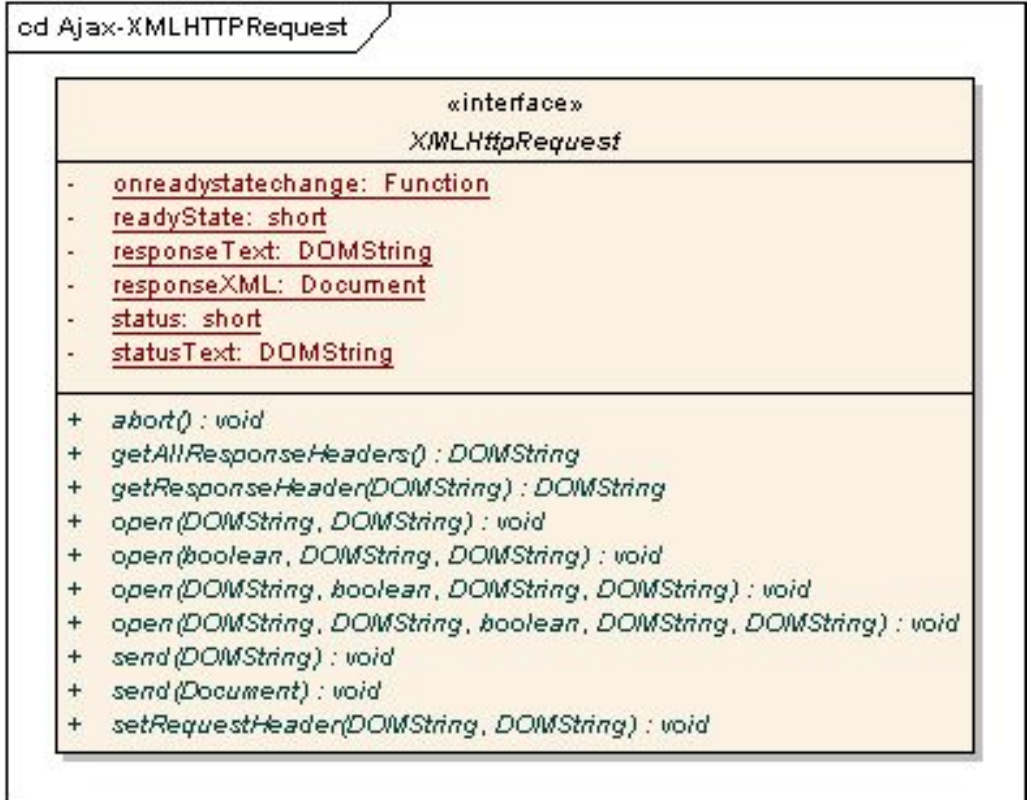 cd Ajax-XMLHTTPRequest
«interface»
XMLHttpRequest
- onreadystatechange: Function
- readyState: short
- responseText: DOMString
- responseXML: Document
- status: short
- statusText: DOMString
+ abort() : void
+ getAllResponseHeaders() : DOMString
+ getResponseHeader(DOMString) : DOMString
+ open(DOMString, DOMString) : void
+ open(boolean, DOMString, DOMString) : void
+ open(DOMString, boolean, DOMString, DOMString) : void
+ open(DOMString, DOMString, boolean, DOMString, DOMString) : void
+ send(DOMString) : void
+ send(Document) : void
+ setRequestHeader(DOMString, DOMString) : void